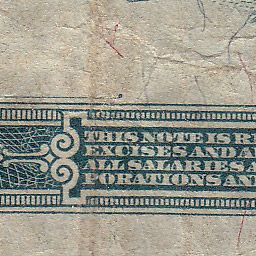 THIS NOTE IS R
EXCISES AND A
ALL SALARIES A
PORATIONS AN